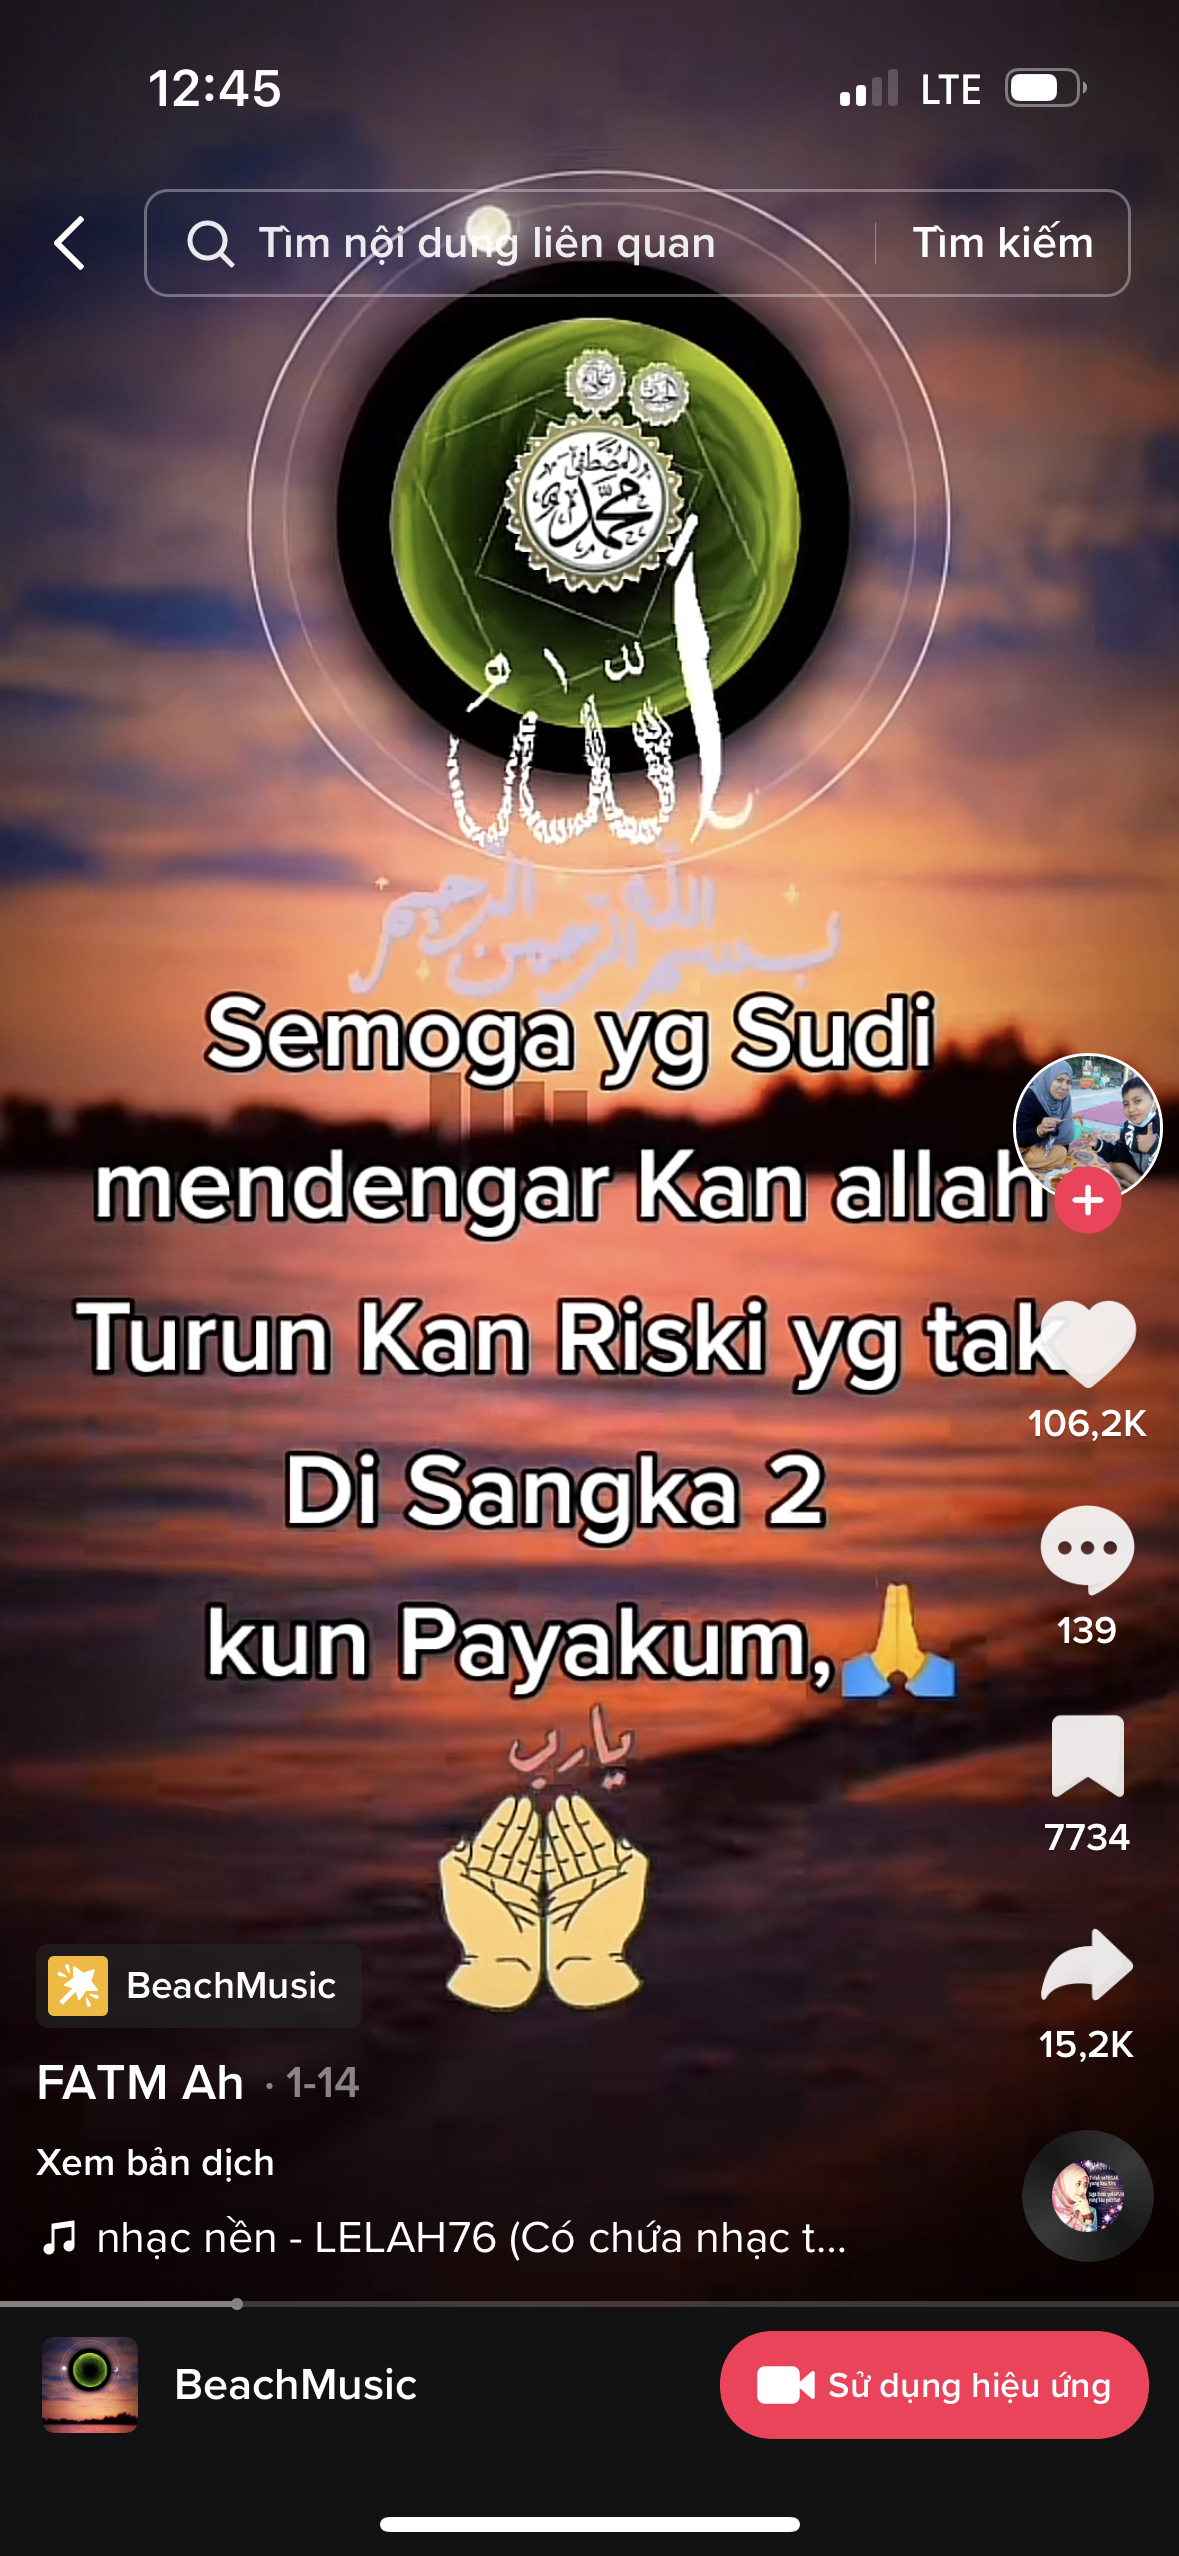 12:45
LTE
Tìm nội dung liên quan
Tìm kiếm
المصطفى
محمد
الله
بسم الله الرحمن الرحيم
Semoga yg Sudi
mendengar Kan allah
Turun Kan Riski yg tak
Di Sangka 2
kun Payakum,🙏
يارب
106,2K
139
7734
15,2K
BeachMusic
FATM Ah · 1-14
Xem bản dịch
nhạc nền - LELAH76 (Có chứa nhạc t...
BeachMusic
Sử dụng hiệu ứng